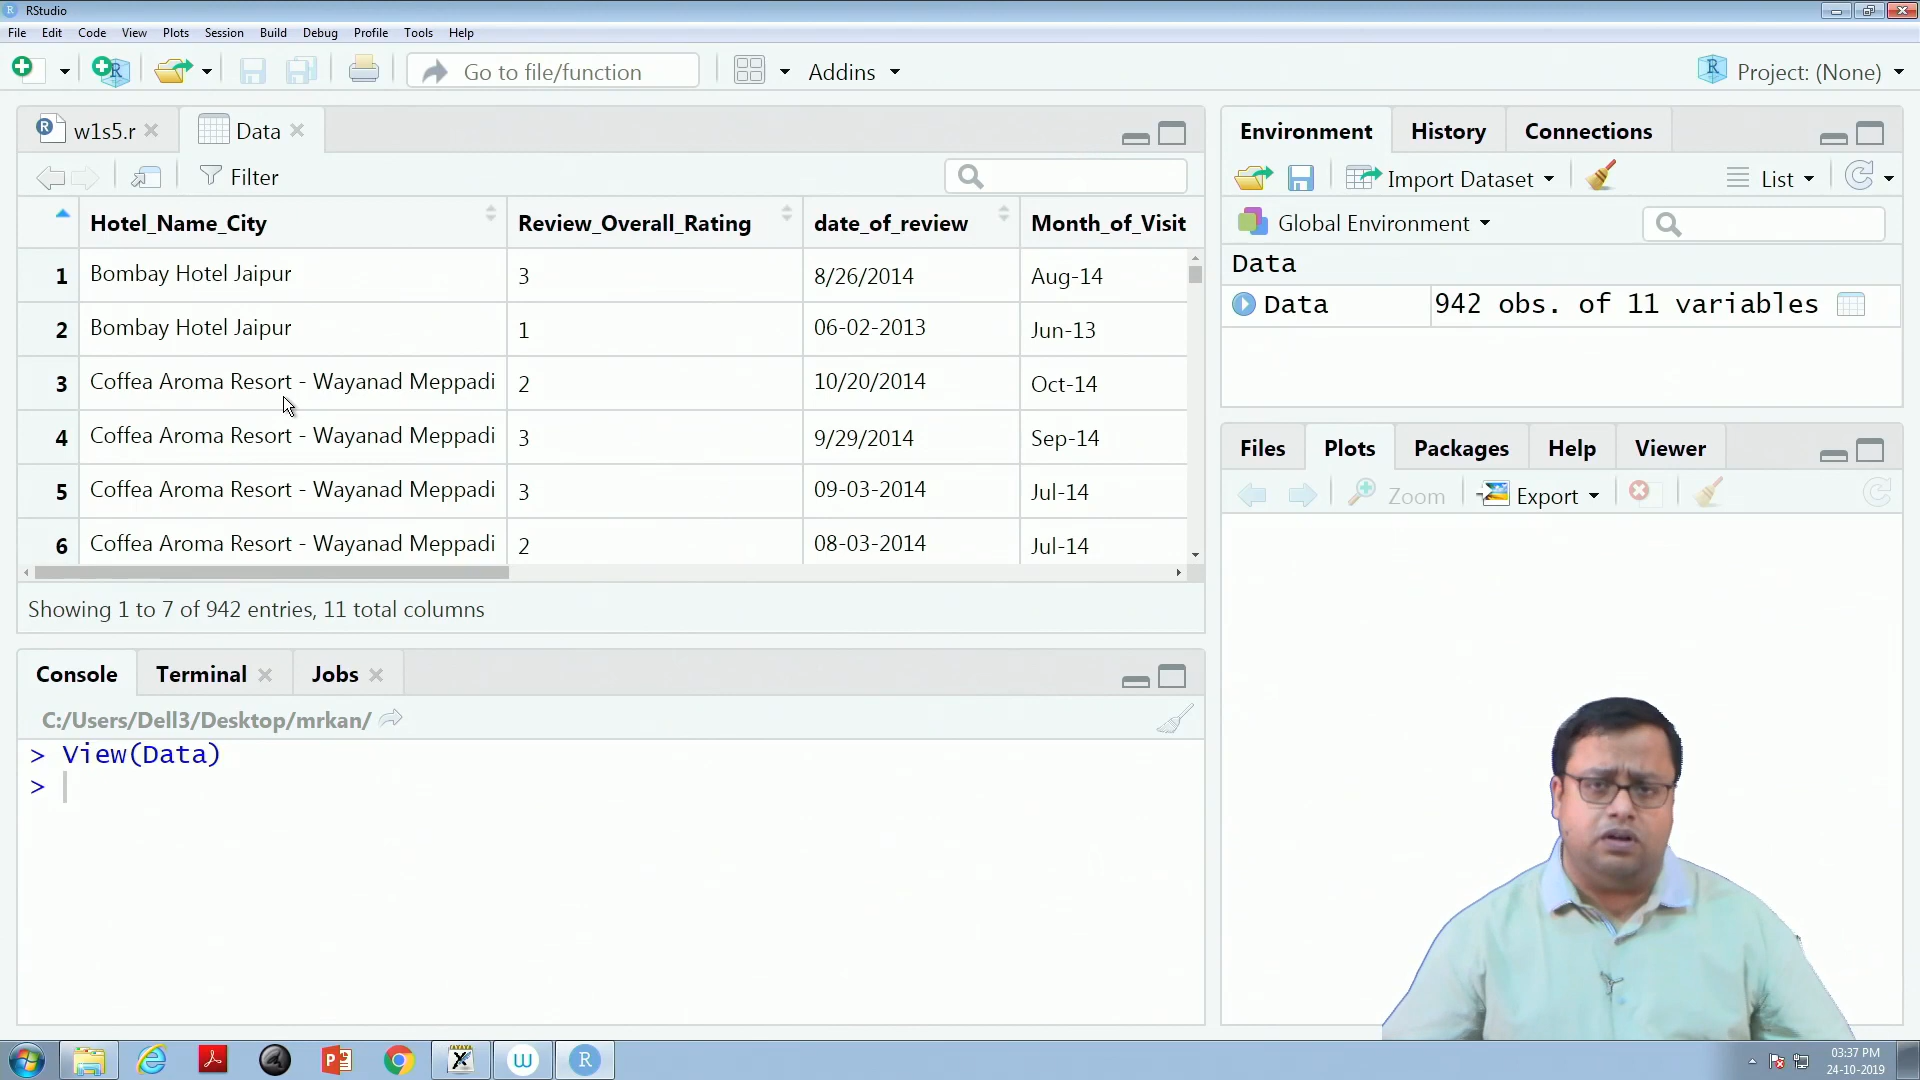 RStudio
File Edit Code View Plots Session Build Debug Profile Tools Help
Go to file/function Addins Project: (None)
w1s5.r Data
Filter
Hotel_Name_City Review_Overall_Rating date_of_review Month_of_Visit
1 Bombay Hotel Jaipur 3 8/26/2014 Aug-14
2 Bombay Hotel Jaipur 1 06-02-2013 Jun-13
3 Coffea Aroma Resort - Wayanad Meppadi 2 10/20/2014 Oct-14
4 Coffea Aroma Resort - Wayanad Meppadi 3 9/29/2014 Sep-14
5 Coffea Aroma Resort - Wayanad Meppadi 3 09-03-2014 Jul-14
6 Coffea Aroma Resort - Wayanad Meppadi 2 08-03-2014 Jul-14
Showing 1 to 7 of 942 entries, 11 total columns
Console Terminal Jobs
C:/Users/Dell3/Desktop/mrkan/
> View(Data)
>
Environment History Connections
Import Dataset List
Global Environment
Data
Data 942 obs. of 11 variables
Files Plots Packages Help Viewer
Zoom Export
03:37 PM
24-10-2019